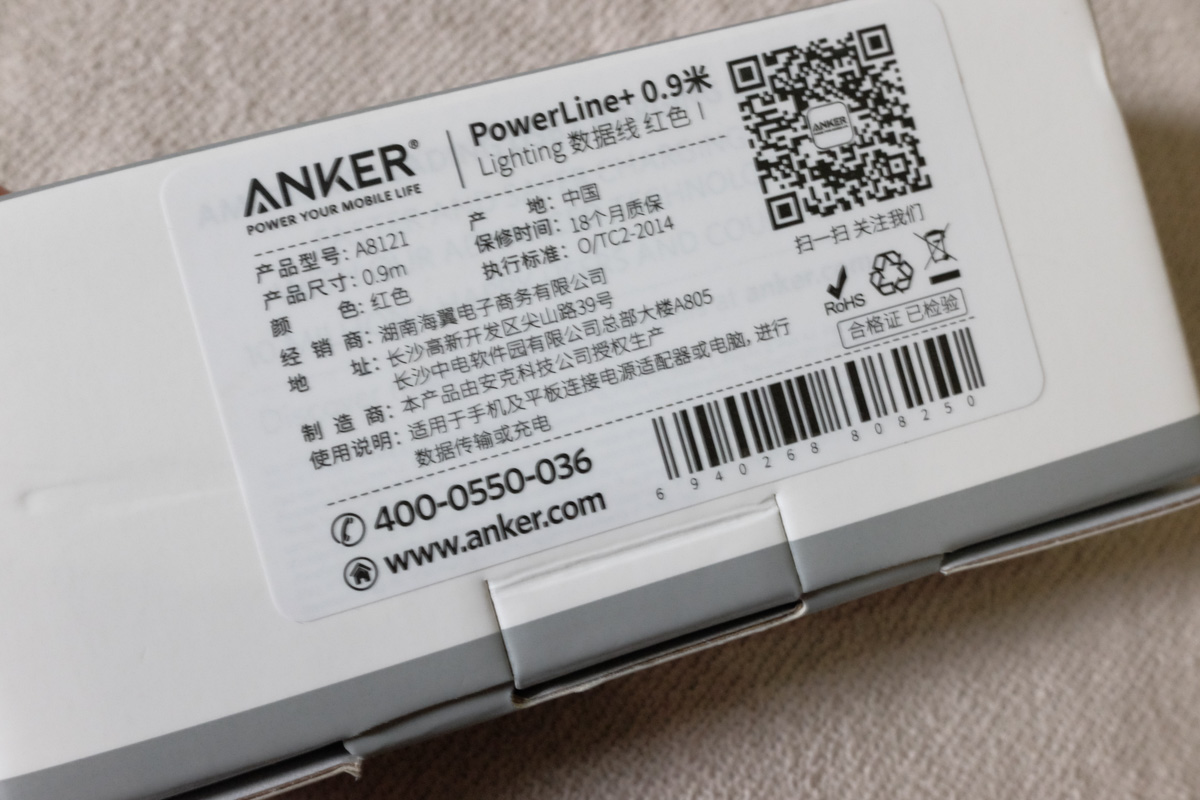 ANKER®
POWER YOUR MOBILE LIFE
PowerLine+ 0.9米
Lighting 数据线 红色 |
产品型号: A8121
产品尺寸: 0.9m
颜 色: 红色
产 地: 中国
保修时间: 18个月质保
执行标准: O/TC2-2014
经 销 商: 湖南海翼电子商务有限公司
地 址: 长沙高新开发区尖山路39号
长沙中电软件园有限公司总部大楼A805
制 造 商: 本产品由安克科技公司授权生产
使用说明: 适用于手机及平板连接电源适配器或电脑, 进行
数据传输或充电
400-0550-036
www.anker.com
ANKER
扫一扫 关注我们
RoHS
合格证 已检验
6 940268 808250